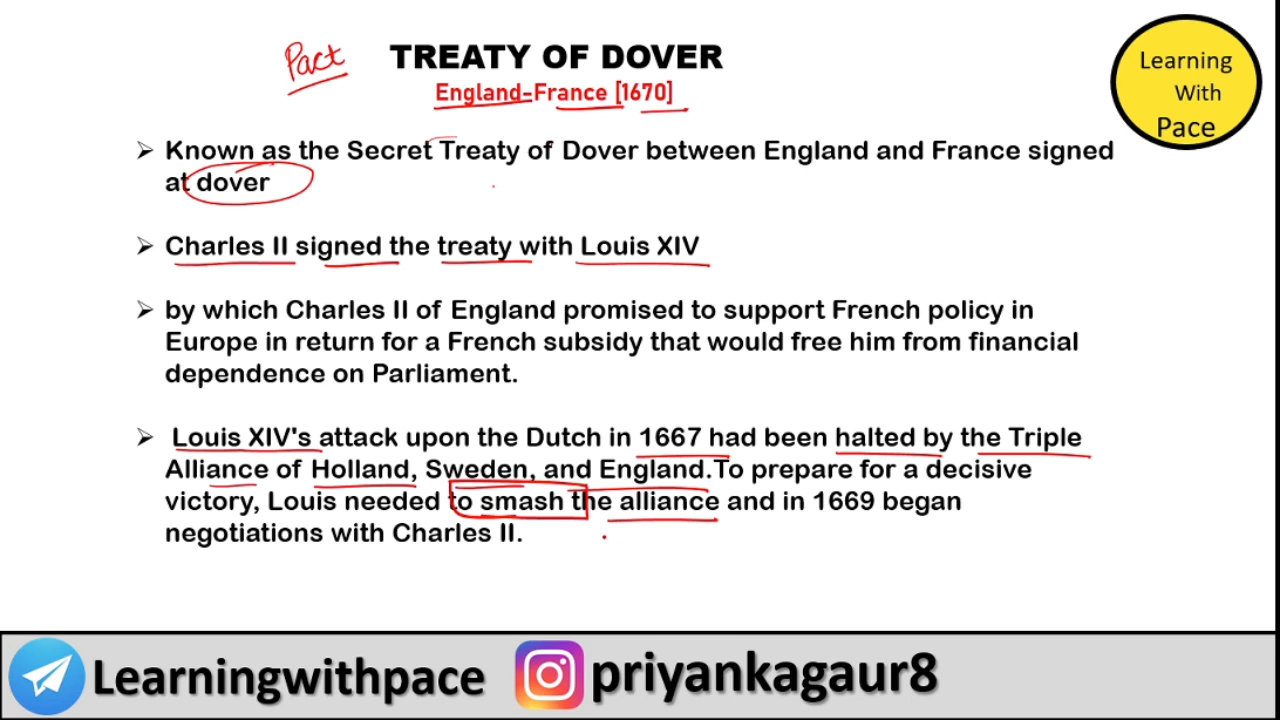 Pact TREATY OF DOVER
England-France [1670]
Learning
With
Pace
➢ Known as the Secret Treaty of Dover between England and France signed
at dover
➢ Charles II signed the treaty with Louis XIV
➢ by which Charles II of England promised to support French policy in
Europe in return for a French subsidy that would free him from financial
dependence on Parliament.
➢ Louis XIV's attack upon the Dutch in 1667 had been halted by the Triple
Alliance of Holland, Sweden, and England.To prepare for a decisive
victory, Louis needed to smash the alliance and in 1669 began
negotiations with Charles II.
Learningwithpace priyankagaur8